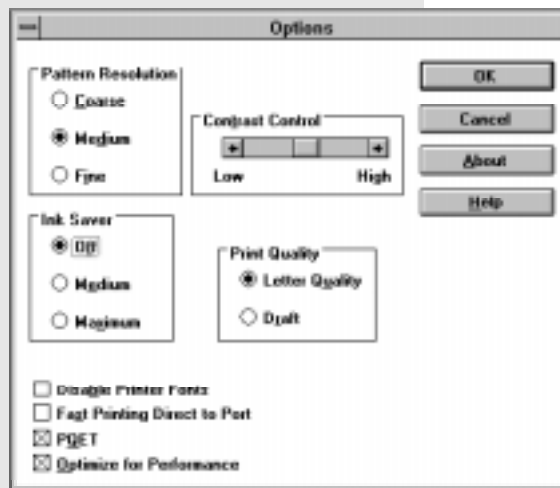 Options
Pattern Resolution
Coarse
Medium
Fine
Contrast Control
Low High
Ink Saver
Off
Medium
Maximum
Print Quality
Letter Quality
Draft
Disable Printer Fonts
Fast Printing Direct to Port
PQET
Optimize for Performance
OK
Cancel
About
Help